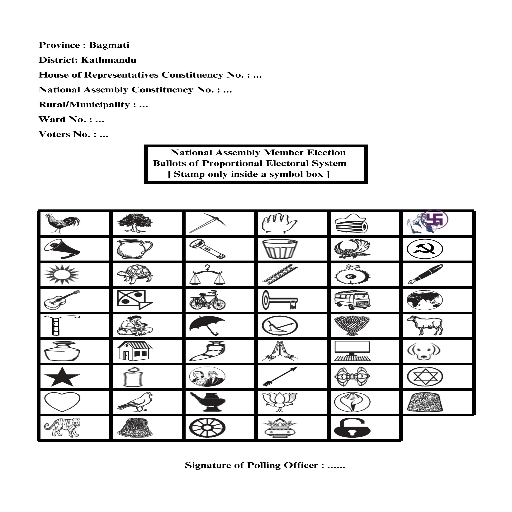 Province : Bagmati
District: Kathmandu
House of Representatives Constituency No. : ...
National Assembly Constituency No. : ...
Rural/Municipality : ...
Ward No. : ...
Voters No. : ...
National Assembly Member Election
Ballots of Proportional Electoral System
[ Stamp only inside a symbol box ]
Signature of Polling Officer : ......